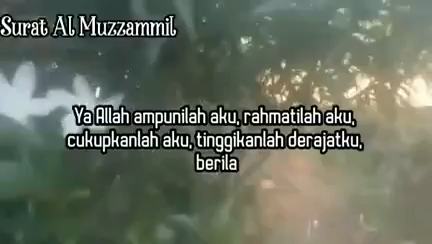 Surat Al Muzzammil
Ya Allah ampunilah aku, rahmatilah aku,
cukupkanlah aku, tinggikanlah derajatku,
berila